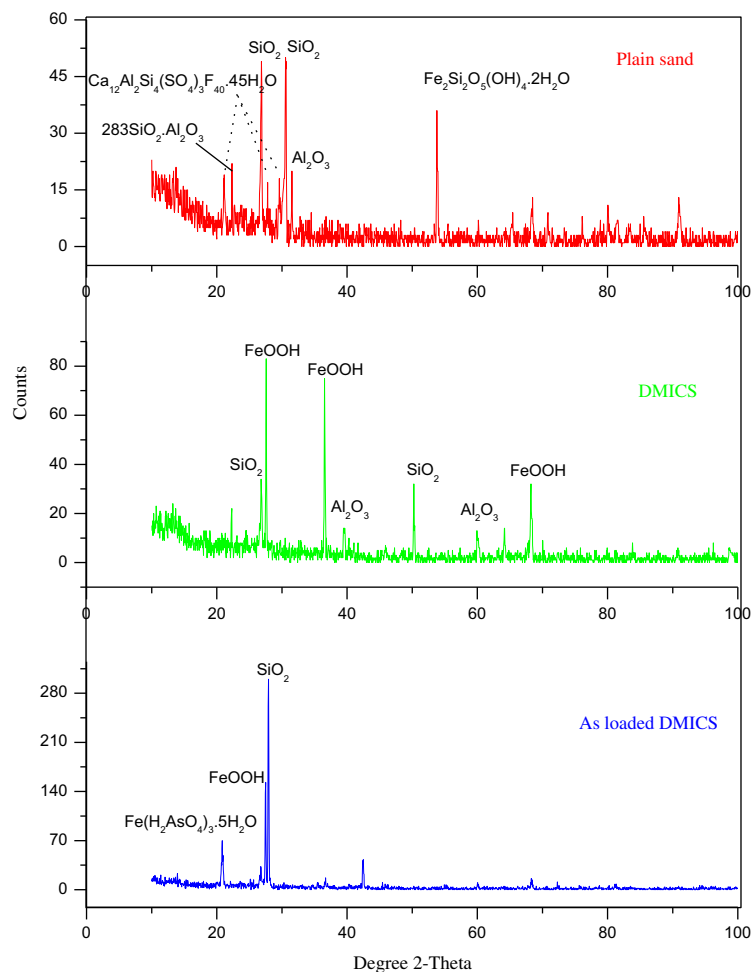 60
45
30
15
0
SiO₂ SiO₂
Plain sand
Ca₁₂Al₂Si₄(SO₄)₃F₄₀.45H₂O
Fe₂Si₂O₅(OH)₄.2H₂O
283SiO₂.Al₂O₃
Al₂O₃
0 20 40 60 80 100
Counts
80
60
40
20
0
FeOOH
FeOOH
DMICS
SiO₂
SiO₂
FeOOH
Al₂O₃
Al₂O₃
0 20 40 60 80 100
280
210
140
70
0
SiO₂
As loaded DMICS
FeOOH
Fe(H₂AsO₄)₃.5H₂O
0 20 40 60 80 100
Degree 2-Theta